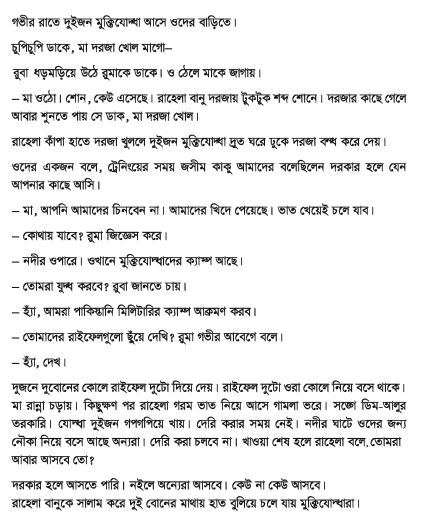 গভীর রাতে দুইজন মুক্তিযোদ্ধা আসে ওদের বাড়িতে।
চুপিচুপি ডাকে, মা দরজা খোল মাগো—
রুবা ধড়মড়িয়ে উঠে রুমাকে ডাকে। ও ঠেলে মাকে জাগায়।
– মা ওঠো। শোন, কেউ এসেছে। রাহেলা বানু দরজায় টুকটুক শব্দ শোনে। দরজার কাছে গেলে
আবার শুনতে পায় সে ডাক, মা দরজা খোল।
রাহেলা কাঁপা হাতে দরজা খুললে দুইজন মুক্তিযোদ্ধা দ্রুত ঘরে ঢুকে দরজা বন্ধ করে দেয়।
ওদের একজন বলে, ট্রেনিংয়ের সময় জসীম কাকু আমাদের বলেছিলেন দরকার হলে যেন
আপনার কাছে আসি।
– মা, আপনি আমাদের চিনবেন না। আমাদের খিদে পেয়েছে। ভাত খেয়েই চলে যাব।
– কোথায় যাবে? রুমা জিজ্ঞেস করে।
– নদীর ওপারে। ওখানে মুক্তিযোদ্ধাদের ক্যাম্প আছে।
– তোমরা যুদ্ধ করবে? রুবা জানতে চায়।
– হ্যাঁ, আমরা পাকিস্তানি মিলিটারির ক্যাম্প আক্রমণ করব।
– তোমাদের রাইফেলগুলো ছুঁয়ে দেখি? রুমা গভীর আবেগে বলে।
– হ্যাঁ, দেখ।
দুজনে দুবোনের কোলে রাইফেল দুটো দিয়ে দেয়। রাইফেল দুটো ওরা কোলে নিয়ে বসে থাকে।
মা রান্না চড়ায়। কিছুক্ষণ পর রাহেলা গরম ভাত নিয়ে আসে গামলা ভরে। সঙ্গে ডিম-আলুর
তরকারি। যোদ্ধা দুইজন গপগপিয়ে খায়। দেরি করার সময় নেই। নদীর ঘাটে ওদের জন্য
নৌকা নিয়ে বসে আছে অন্যরা। দেরি করা চলবে না। খাওয়া শেষ হলে রাহেলা বলে, তোমরা
আবার আসবে তো?
দরকার হলে আসতে পারি। নইলে অন্যেরা আসবে। কেউ না কেউ আসবে।
রাহেলা বানুকে সালাম করে দুই বোনের মাথায় হাত বুলিয়ে চলে যায় মুক্তিযোদ্ধারা।